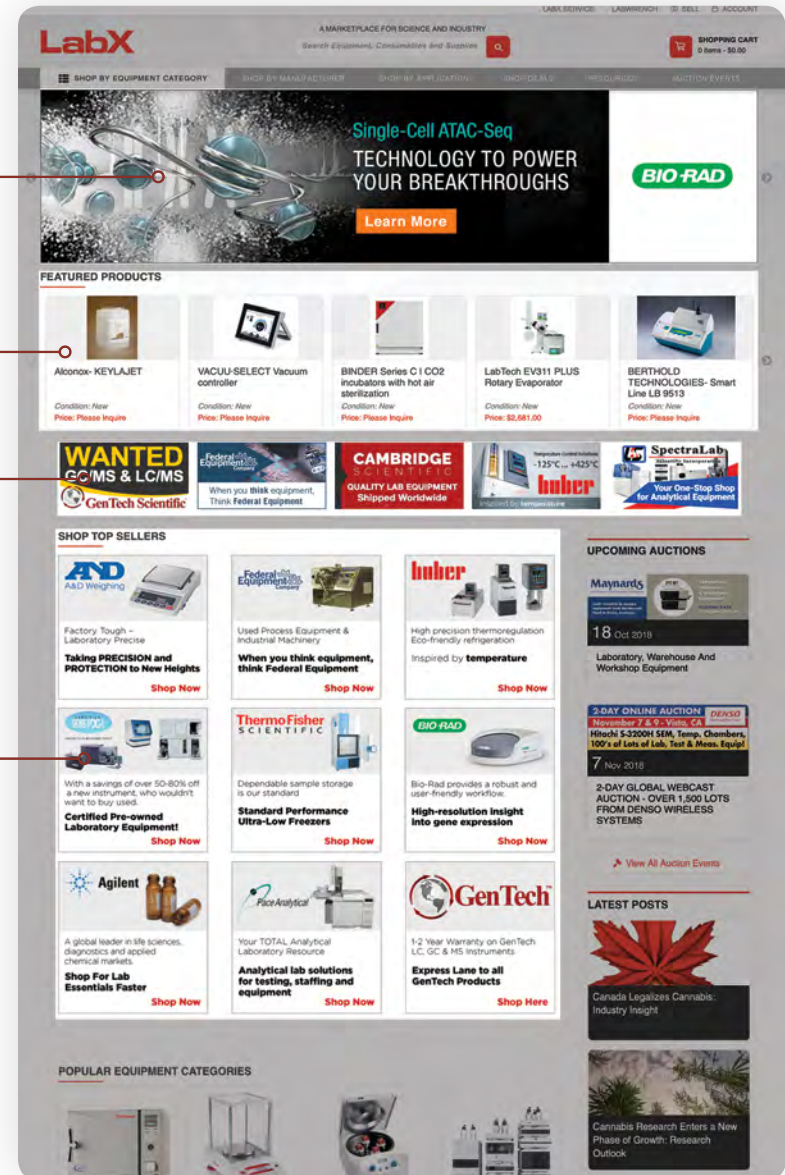 LABX SERVICE LABWRENCH SELL ACCOUNT
LabX
A MARKETPLACE FOR SCIENCE AND INDUSTRY
Search Equipment, Consumables and Supplies
SHOPPING CART
0 items - $0.00
SHOP BY EQUIPMENT CATEGORY SHOP BY MANUFACTURER SHOP BY APPLICATION SHOP DEALS RESOURCES AUCTION EVENTS
Single-Cell ATAC-Seq
TECHNOLOGY TO POWER
YOUR BREAKTHROUGHS
Learn More
BIO-RAD
FEATURED PRODUCTS
Alconox- KEYLAJET
Condition: New
Price: Please Inquire
VACUU-SELECT Vacuum
controller
Condition: New
Price: Please Inquire
BINDER Series C I CO2
incubators with hot air
sterilization
Condition: New
Price: Please Inquire
LabTech EV311 PLUS
Rotary Evaporator
Condition: New
Price: $2,681.00
BERTHOLD
TECHNOLOGIES- Smart
Line LB 9513
Condition: New
Price: Please Inquire
WANTED
GC/MS & LC/MS
GenTech Scientific
Federal
Equipment
Company
When you think equipment,
Think Federal Equipment
CAMBRIDGE
SCIENTIFIC
QUALITY LAB EQUIPMENT
Shipped Worldwide
Temperature Control Solutions
-125°C ... +425°C
huber
Inspired by temperature
SpectraLab
Scientific Incorporated
Your One-Stop Shop
for Analytical Equipment
SHOP TOP SELLERS
AND
A&D Weighing
Factory Tough –
Laboratory Precise
Taking PRECISION and
PROTECTION to New Heights
Shop Now
Federal
Equipment
Company
Used Process Equipment &
Industrial Machinery
When you think equipment,
think Federal Equipment
Shop Now
huber
High precision thermoregulation
Eco-friendly refrigeration
Inspired by temperature
Shop Now
With a savings of over 50-80% off
a new instrument, who wouldn't
want to buy used.
Certified Pre-owned
Laboratory Equipment!
Shop Now
ThermoFisher
SCIENTIFIC
Dependable sample storage
is our standard
Standard Performance
Ultra-Low Freezers
Shop Now
BIO-RAD
Bio-Rad provides a robust and
user-friendly workflow.
High-resolution insight
into gene expression
Shop Now
Agilent
A global leader in life sciences,
diagnostics and applied
chemical markets.
Shop For Lab
Essentials Faster
Shop Now
Pace Analytical
Your TOTAL Analytical
Laboratory Resource
Analytical lab solutions
for testing, staffing and
equipment
Shop Now
GenTech
1-2 Year Warranty on GenTech
LC, GC & MS Instruments
Express Lane to all
GenTech Products
Shop Here
UPCOMING AUCTIONS
Maynards
18 Oct 2018
Laboratory, Warehouse And
Workshop Equipment
2-DAY ONLINE AUCTION DENSO
November 7 & 9 - Vista, CA
Hitachi S-3200H SEM, Temp. Chambers,
100's of Lots of Lab, Test & Meas. Equip!
7 Nov 2018
2-DAY GLOBAL WEBCAST
AUCTION - OVER 1,500 LOTS
FROM DENSO WIRELESS
SYSTEMS
View All Auction Events
LATEST POSTS
Canada Legalizes Cannabis:
Industry Insight
Cannabis Research Enters a New
Phase of Growth: Research
Outlook
POPULAR EQUIPMENT CATEGORIES